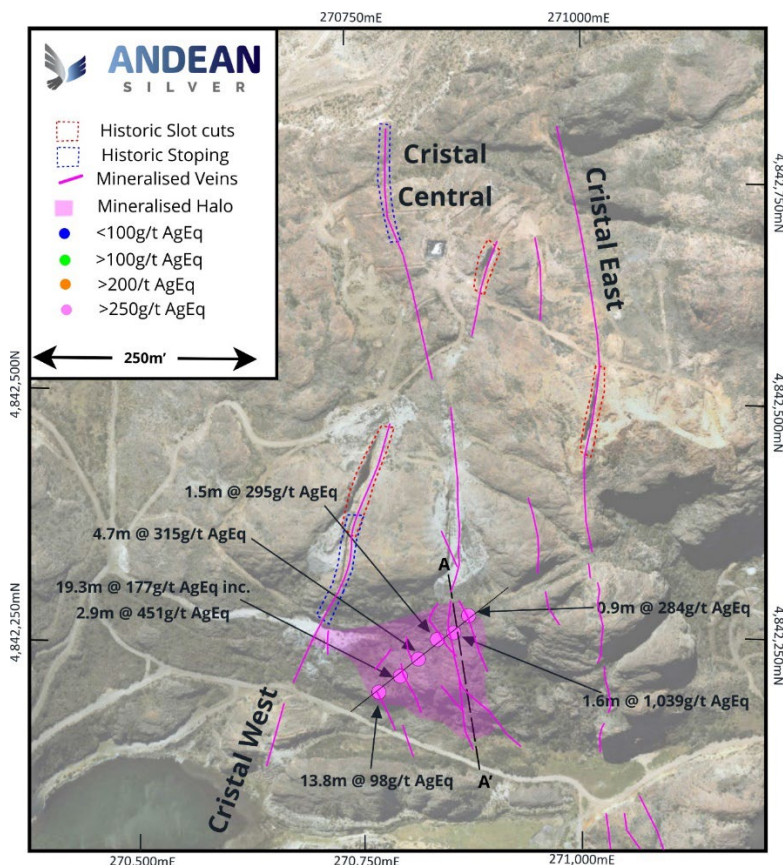 270750mE
271000mE
ANDEAN
SILVER
Historic Slot cuts
Historic Stoping
Mineralised Veins
Mineralised Halo
<100g/t AgEq
>100g/t AgEq
>200/t AgEq
>250g/t AgEq
250m'
Cristal
Central
Cristal East
4,842,750mN
4,842,750mN
4,842,500mN
4,842,500mN
1.5m @ 295g/t AgEq
4.7m @ 315g/t AgEq
A
19.3m @ 177g/t AgEq inc.
2.9m @ 451g/t AgEq
0.9m @ 284g/t AgEq
4,842,250mN
4,842,250mN
1.6m @ 1,039g/t AgEq
Cristal West
13.8m @ 98g/t AgEq
A'
270.500mE
270.750mE
271,000mE